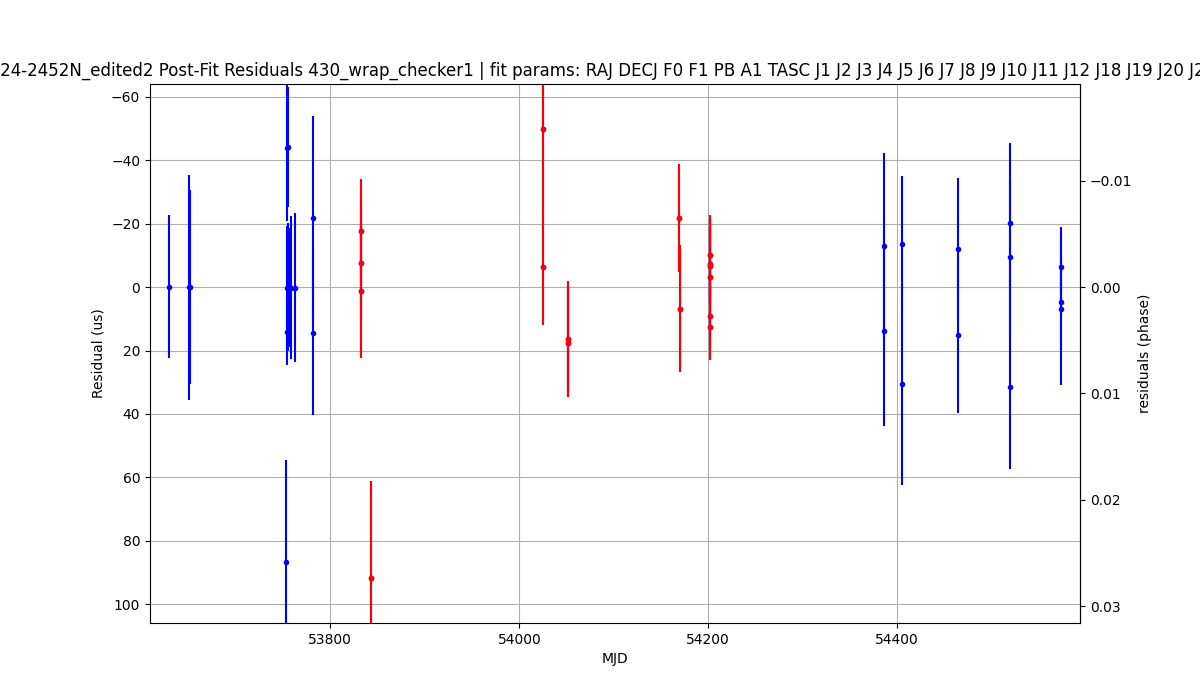 24-2452N_edited2 Post-Fit Residuals 430_wrap_checker1 | fit params: RAJ DECJ F0 F1 PB A1 TASC J1 J2 J3 J4 J5 J6 J7 J8 J9 J10 J11 J12 J18 J19 J20 J2
−60
−40
−20
0
20
40
60
80
100
Residual (us)
−0.01
0.00
0.01
0.02
0.03
residuals (phase)
53800 54000 54200 54400
MJD